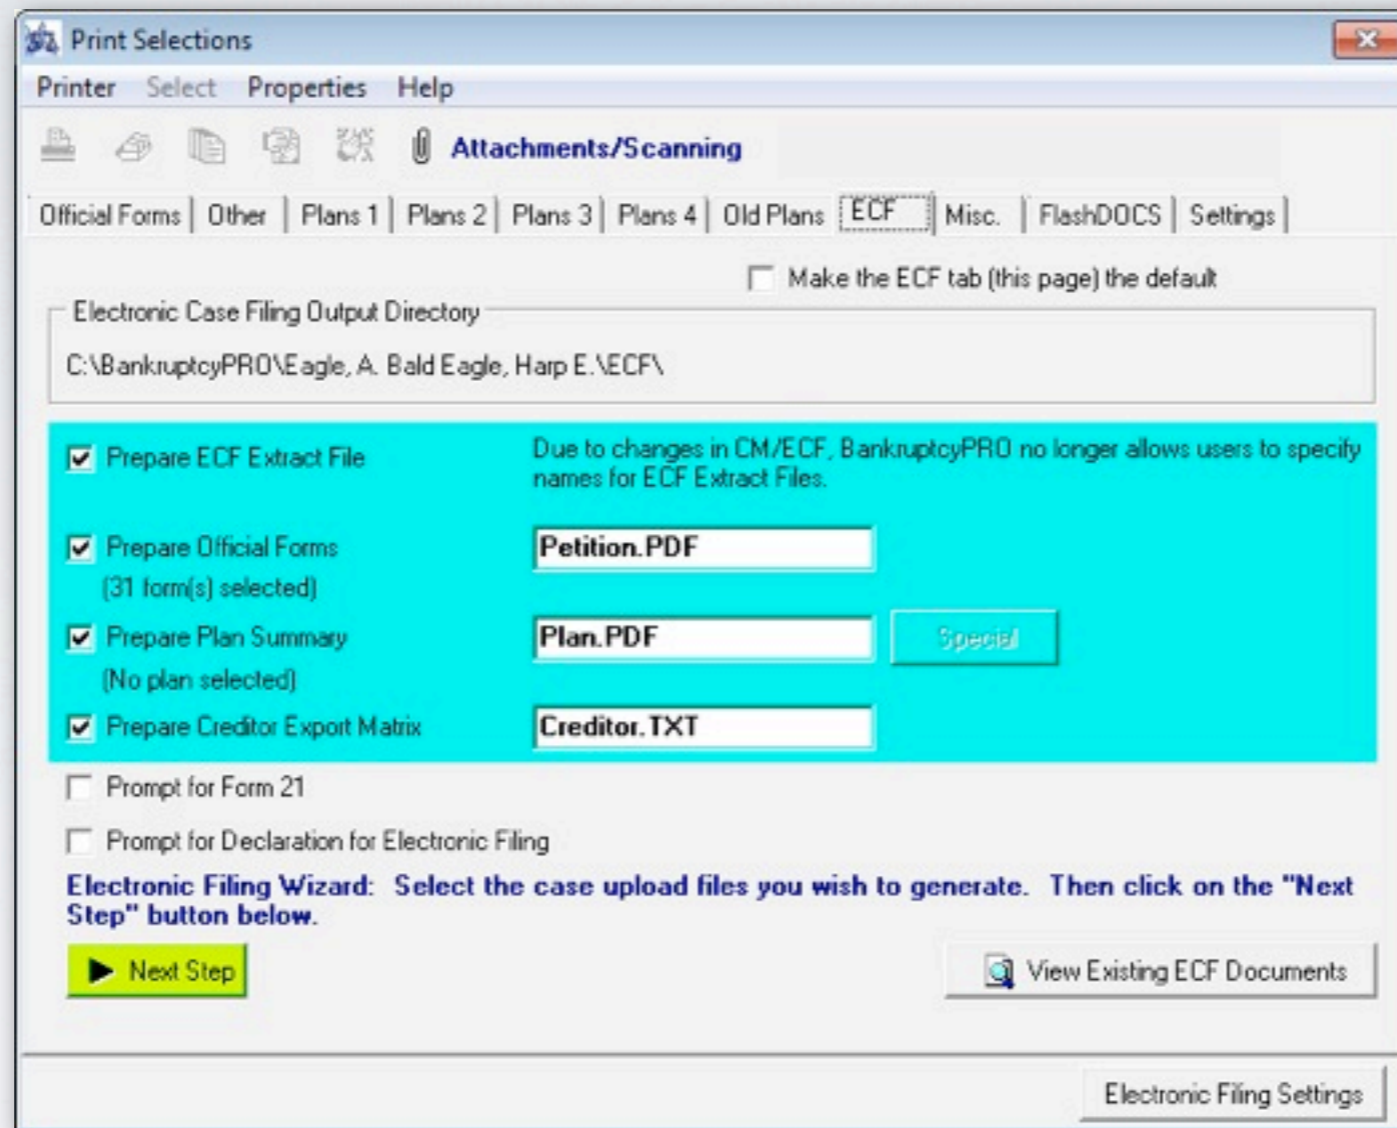 Print Selections
Printer Select Properties Help
Attachments/Scanning
Official Forms Other Plans 1 Plans 2 Plans 3 Plans 4 Old Plans ECF Misc. FlashDOCS Settings
Make the ECF tab (this page) the default
Electronic Case Filing Output Directory
C:\BankruptcyPRO\Eagle, A. Bald Eagle, Harp E.\ECF\
Prepare ECF Extract File
Due to changes in CM/ECF, BankruptcyPRO no longer allows users to specify
names for ECF Extract Files.
Prepare Official Forms Petition.PDF
(31 form(s) selected)
Prepare Plan Summary Plan.PDF Special
(No plan selected)
Prepare Creditor Export Matrix Creditor.TXT
Prompt for Form 21
Prompt for Declaration for Electronic Filing
Electronic Filing Wizard: Select the case upload files you wish to generate. Then click on the "Next
Step" button below.
Next Step View Existing ECF Documents
Electronic Filing Settings